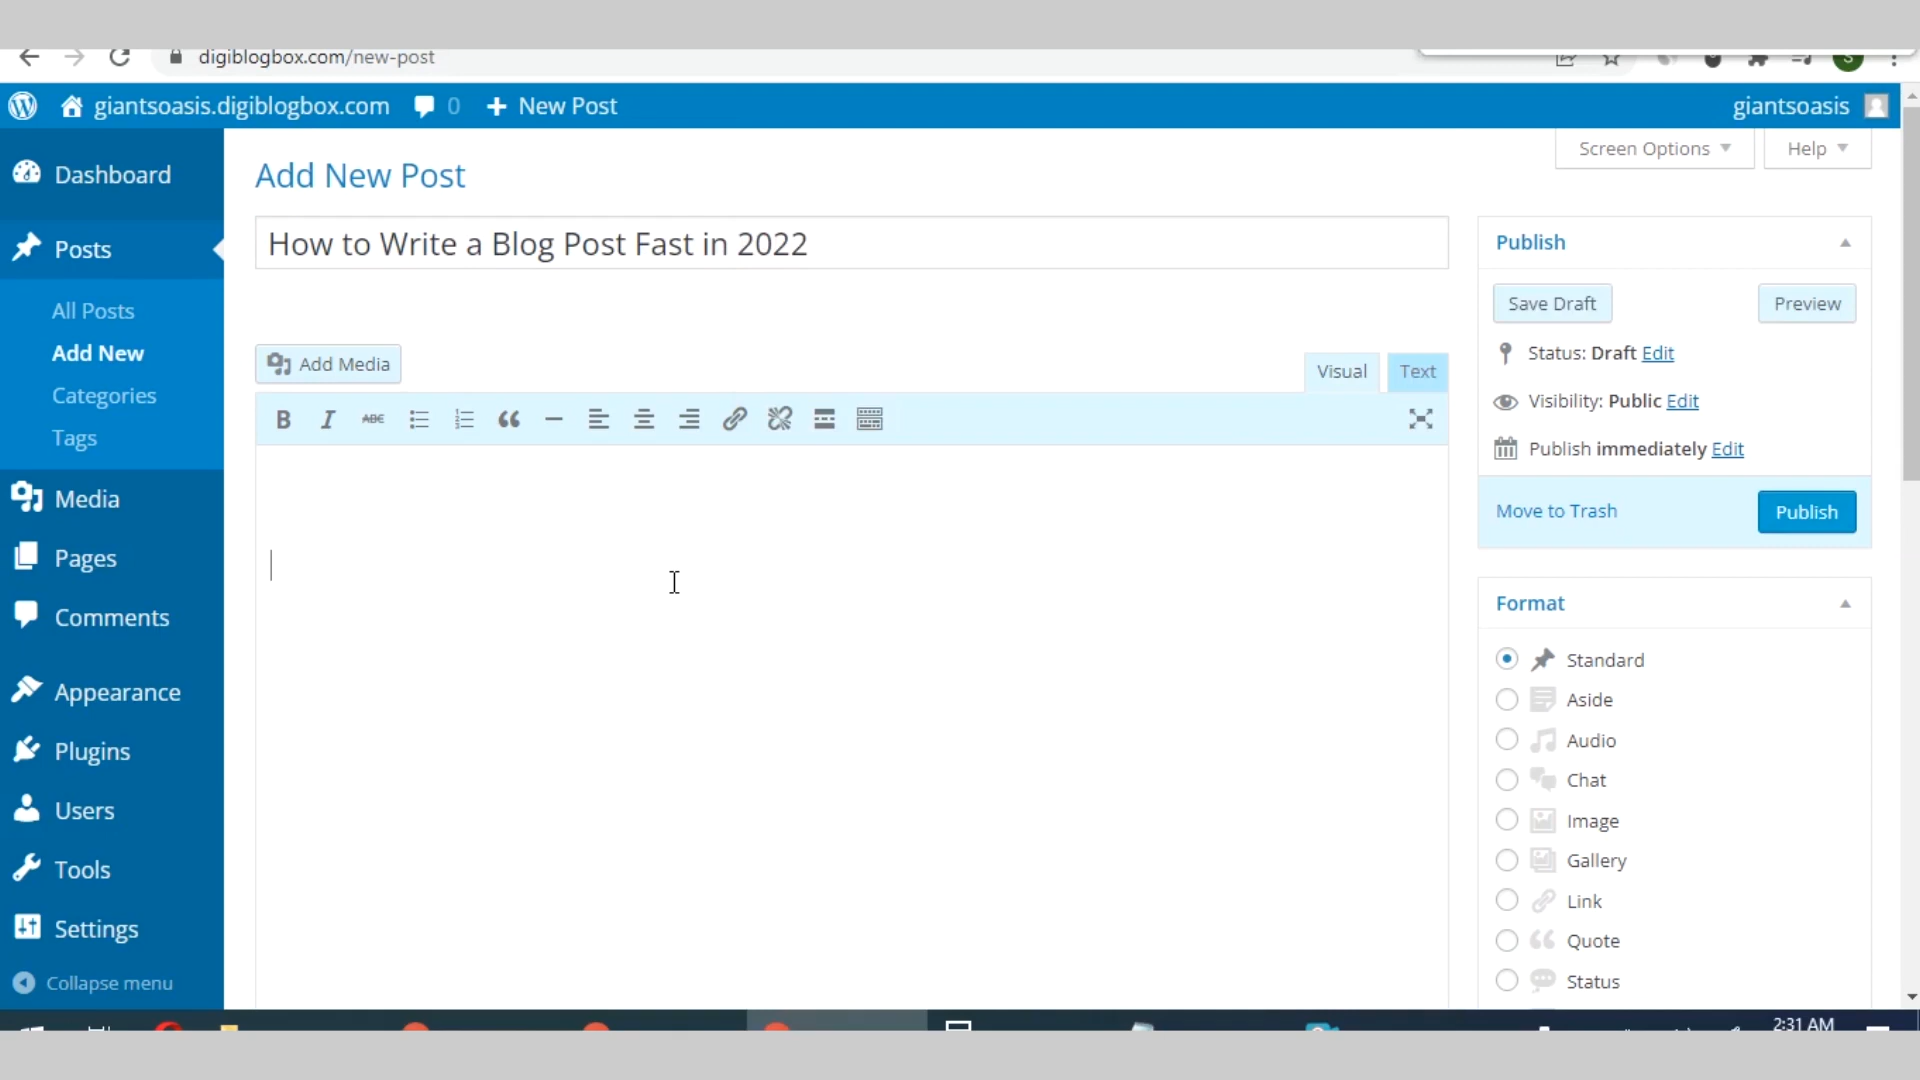 digiblogbox.com/new-post
S
giantsoasis.digiblogbox.com 0 New Post giantsoasis
Dashboard
Posts
All Posts
Add New
Categories
Tags
Media
Pages
Comments
Appearance
Plugins
Users
Tools
Settings
Collapse menu
Add New Post
Screen Options
Help
How to Write a Blog Post Fast in 2022
Add Media
Visual
Text
B I ABC
Publish
Save Draft
Preview
Status: Draft Edit
Visibility: Public Edit
Publish immediately Edit
Move to Trash
Publish
Format
Standard
Aside
Audio
Chat
Image
Gallery
Link
Quote
Status
2:31 AM